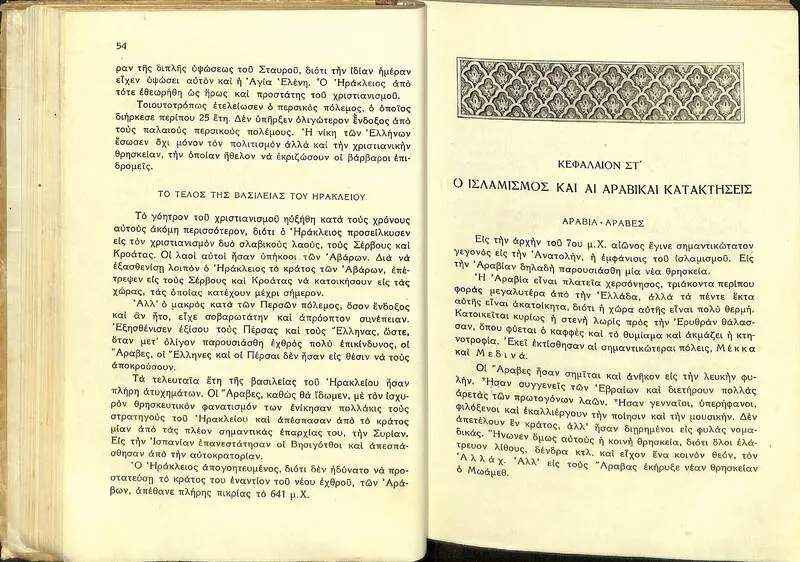 54
ραν τῆς διπλῆς ὑψώσεως τοῦ Σταυροῦ, διότι τὴν ἰδίαν ἡμέραν
εἶχεν ὑψώσει αὐτὸν καὶ ἡ Ἁγία Ἑλένη. Ὁ Ἡράκλειος ἀπὸ
τότε ἐθεωρήθη ὡς ἥρως καὶ προστάτης τοῦ χριστιανισμοῦ.
Τοιουτοτρόπως ἐτελείωσεν ὁ περσικὸς πόλεμος, ὁ ὁποῖος
διήρκεσε περίπου 25 ἔτη. Δὲν ὑπῆρξεν ὀλιγώτερον ἔνδοξος ἀπὸ
τοὺς παλαιοὺς περσικοὺς πολέμους. Ἡ νίκη τῶν Ἑλλήνων
ἔσωσεν ὄχι μόνον τὸν πολιτισμὸν ἀλλὰ καὶ τὴν χριστιανικὴν
θρησκείαν, τὴν ὁποίαν ἤθελον νὰ ἐκριζώσουν οἱ βάρβαροι ἐπι-
δρομεῖς.
ΤΟ ΤΕΛΟΣ ΤΗΣ ΒΑΣΙΛΕΙΑΣ ΤΟΥ ΗΡΑΚΛΕΙΟΥ
Τὸ γόητρον τοῦ χριστιανισμοῦ ηὐξήθη κατὰ τοὺς χρόνους
αὐτοὺς ἀκόμη περισσότερον, διότι ὁ Ἡράκλειος προσείλκυσεν
εἰς τὸν χριστιανισμὸν δυὸ σλαβικοὺς λαούς, τοὺς Σέρβους καὶ
Κροάτας. Οἱ λαοὶ αὐτοὶ ἦσαν ὑπήκοοι τῶν Ἀβάρων. Διὰ νὰ
ἐξασθενίσῃ λοιπὸν ὁ Ἡράκλειος τὸ κράτος τῶν Ἀβάρων, ἐπέ-
τρεψεν εἰς τοὺς Σέρβους καὶ Κροάτας νὰ κατοικήσουν εἰς τὰς
χώρας, τὰς ὁποίας κατέχουν μέχρι σήμερον.
Ἀλλ' ὁ μακρὸς κατὰ τῶν Περσῶν πόλεμος, ὅσον ἔνδοξος
καὶ ἂν ἦτο, εἶχε σοβαρωτάτην καὶ ἀπρόοπτον συνέπειαν.
Ἐξησθένισεν ἐξίσου τοὺς Πέρσας καὶ τοὺς Ἕλληνας, ὥστε,
ὅταν μετ' ὀλίγον παρουσιάσθη ἐχθρὸς πολὺ ἐπικίνδυνος, οἱ
Ἄραβες, οἱ Ἕλληνες καὶ οἱ Πέρσαι δὲν ἦσαν εἰς θέσιν νὰ τοὺς
ἀποκρούσουν.
Τὰ τελευταῖα ἔτη τῆς βασιλείας τοῦ Ἡρακλείου ἦσαν
πλήρη ἀτυχημάτων. Οἱ Ἄραβες, καθὼς θὰ ἴδωμεν, μὲ τὸν ἰσχυ-
ρὸν θρησκευτικὸν φανατισμόν των ἐνίκησαν πολλάκις τοὺς
στρατηγοὺς τοῦ Ἡρακλείου καὶ ἀπέσπασαν ἀπὸ τὸ κράτος
μίαν ἀπὸ τὰς πλέον σημαντικὰς ἐπαρχίας του, τὴν Συρίαν.
Εἰς τὴν Ἱσπανίαν ἐπανεστάτησαν οἱ Βησιγότθοι καὶ ἀπεσπά-
σθησαν ἀπὸ τὴν αὐτοκρατορίαν.
Ὁ Ἡράκλειος ἀπογοητευμένος, διότι δὲν ἠδύνατο νὰ προ-
στατεύσῃ τὸ κράτος του ἐναντίον τοῦ νέου ἐχθροῦ, τῶν Ἀρά-
βων, ἀπέθανε πλήρης πικρίας τὸ 641 μ.Χ.
ΚΕΦΑΛΑΙΟΝ ΣΤ΄
Ο ΙΣΛΑΜΙΣΜΟΣ ΚΑΙ ΑΙ ΑΡΑΒΙΚΑΙ ΚΑΤΑΚΤΗΣΕΙΣ
ΑΡΑΒΙΑ - ΑΡΑΒΕΣ
Εἰς τὴν ἀρχὴν τοῦ 7ου μ.Χ. αἰῶνος ἔγινε σημαντικώτατον
γεγονὸς εἰς τὴν Ἀνατολήν, ἡ ἐμφάνισις τοῦ ἰσλαμισμοῦ. Εἰς
τὴν Ἀραβίαν δηλαδὴ παρουσιάσθη μία νέα θρησκεία.
Ἡ Ἀραβία εἶναι πλατεῖα χερσόνησος, τριάκοντα περίπου
φορὰς μεγαλυτέρα ἀπὸ τὴν Ἑλλάδα, ἀλλὰ τὰ πέντε ἕκτα
αὐτῆς εἶναι ἀκατοίκητα, διότι ἡ χώρα αὐτῆς εἶναι πολὺ θερμή.
Κατοικεῖται κυρίως ἡ στενὴ λωρὶς πρὸς τὴν Ἐρυθρὰν θάλασ-
σαν, ὅπου φύεται ὁ καφφὲς καὶ τὸ θυμίαμα καὶ ἀκμάζει ἡ κτη-
νοτροφία. Ἐκεῖ ἐκτίσθησαν αἱ σημαντικώτεραι πόλεις, Μέκκα
καὶ Μεδινά.
Οἱ Ἄραβες ἦσαν σημῖται καὶ ἀνῆκον εἰς τὴν λευκὴν φυ-
λήν. Ἦσαν συγγενεῖς τῶν Ἑβραίων καὶ διετήρουν πολλὰς
ἀρετὰς τῶν πρωτογόνων λαῶν. Ἦσαν γενναῖοι, ὑπερήφανοι,
φιλόξενοι καὶ ἐκαλλιέργουν τὴν ποίησιν καὶ τὴν μουσικήν. Δὲν
ἀπετέλουν ἓν κράτος, ἀλλ' ἦσαν διῃρημένοι εἰς φυλὰς νομα-
δικάς. Ἥνωνεν ὅμως αὐτοὺς ἡ κοινὴ θρησκεία, διότι ὅλοι ἐλά-
τρευον λίθους, δένδρα κτλ. καὶ εἶχον ἕνα κοινὸν θεόν, τὸν
Ἀλλάχ. Ἀλλ' εἰς τοὺς Ἄραβας ἐκήρυξε νέαν θρησκείαν
ὁ Μωάμεθ.